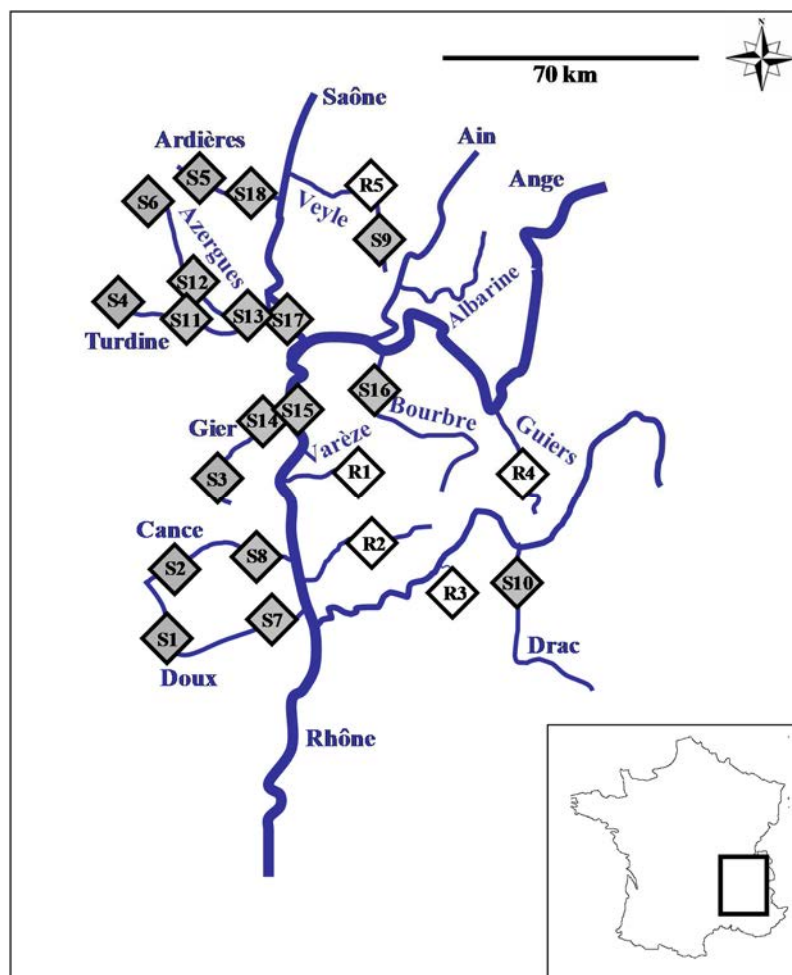 N
70 km
Saône
Ardières
Ain
Ange
S5
S18
R5
S6
Veyle
Azergues
S9
S12
Albarine
S4
S11
S13
S17
Turdine
S16
Bourbre
S14
S15
Gier
Varèze
Guiers
R1
R4
S3
Cance
S2
S8
R2
S10
R3
S1
S7
Doux
Drac
Rhône